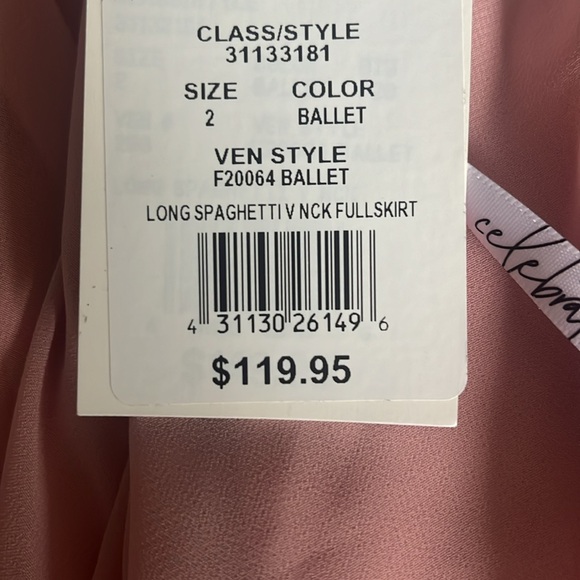 CLASS/STYLE
31133181
SIZE COLOR
2 BALLET
VEN STYLE
F20064 BALLET
LONG SPAGHETTI V NCK FULLSKIRT
4 31130 26149 6
$119.95